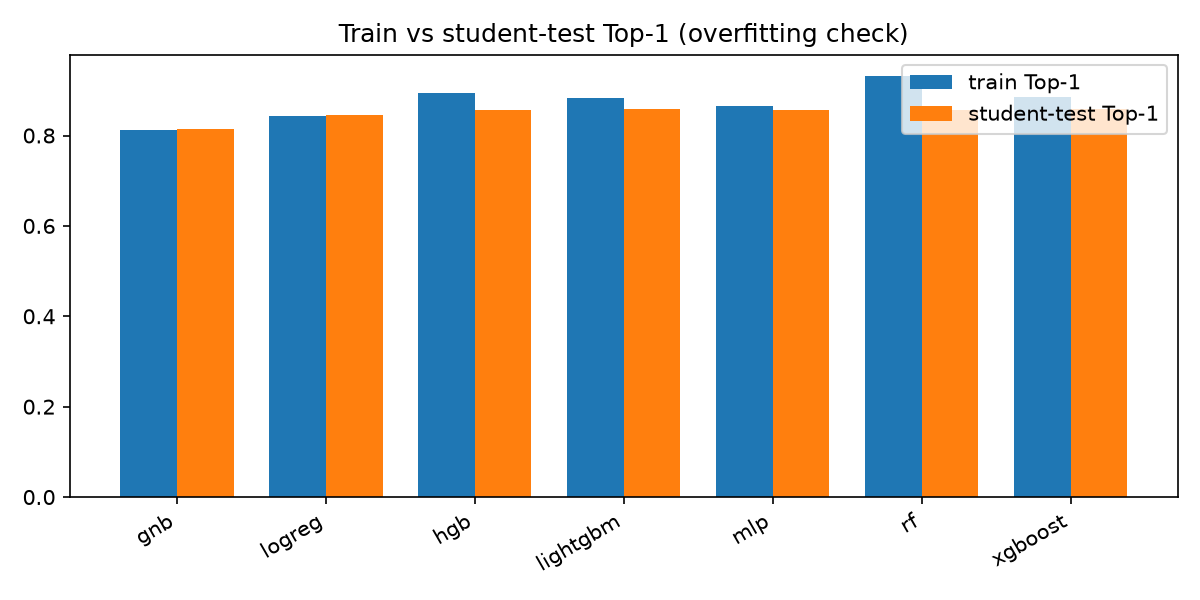 Train vs student-test Top-1 (overfitting check)
train Top-1
student-test Top-1
0.8
0.6
0.4
0.2
0.0
gnb
logreg
hgb
lightgbm
mlp
rf
xgboost